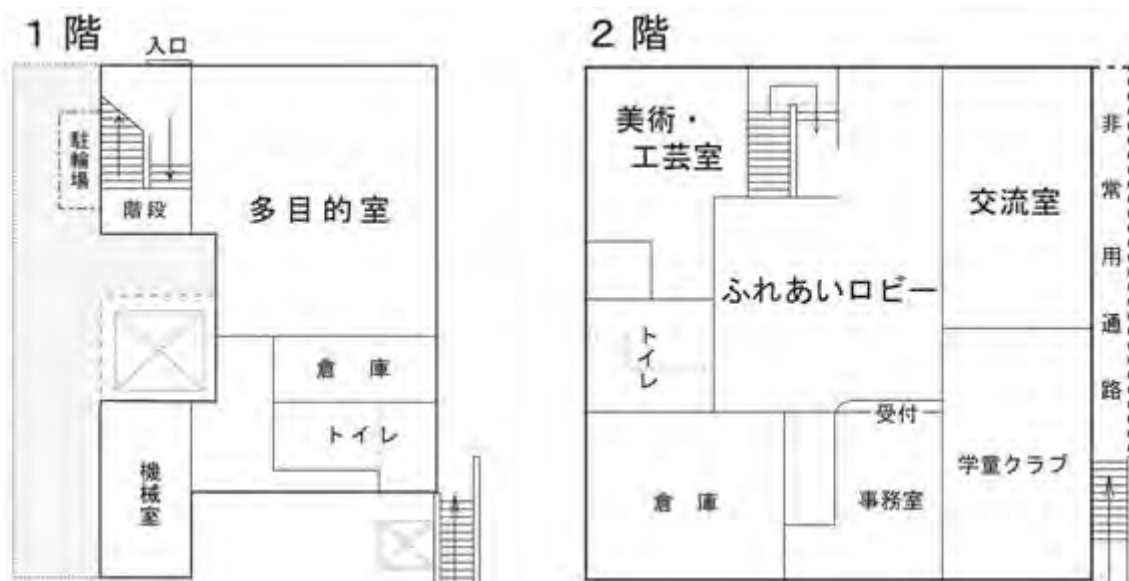 1階
入口
駐輪場
階段
多目的室
倉庫
トイレ
機械室
2階
美術・
工芸室
交流室
非常用通路
ふれあいロビー
トイレ
受付
学童クラブ
倉庫
事務室